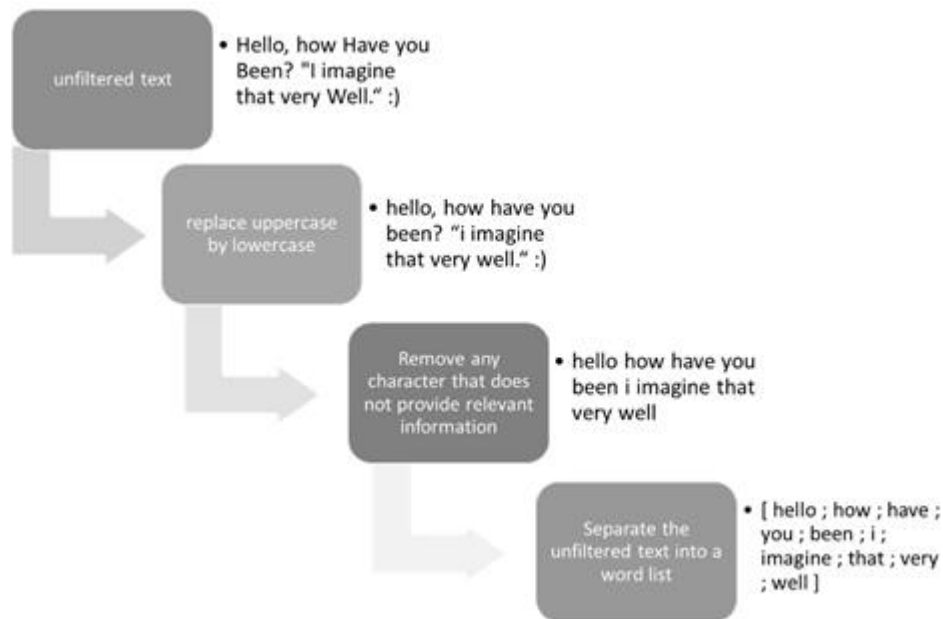 unfiltered text
• Hello, how Have you
Been? "I imagine
that very Well.“ :)
replace uppercase
by lowercase
• hello, how have you
been? “i imagine
that very well.“ :)
Remove any
character that does
not provide relevant
information
• hello how have you
been i imagine that
very well
Separate the
unfiltered text into a
word list
• [ hello ; how ; have ;
you ; been ; i ;
imagine ; that ; very
; well ]